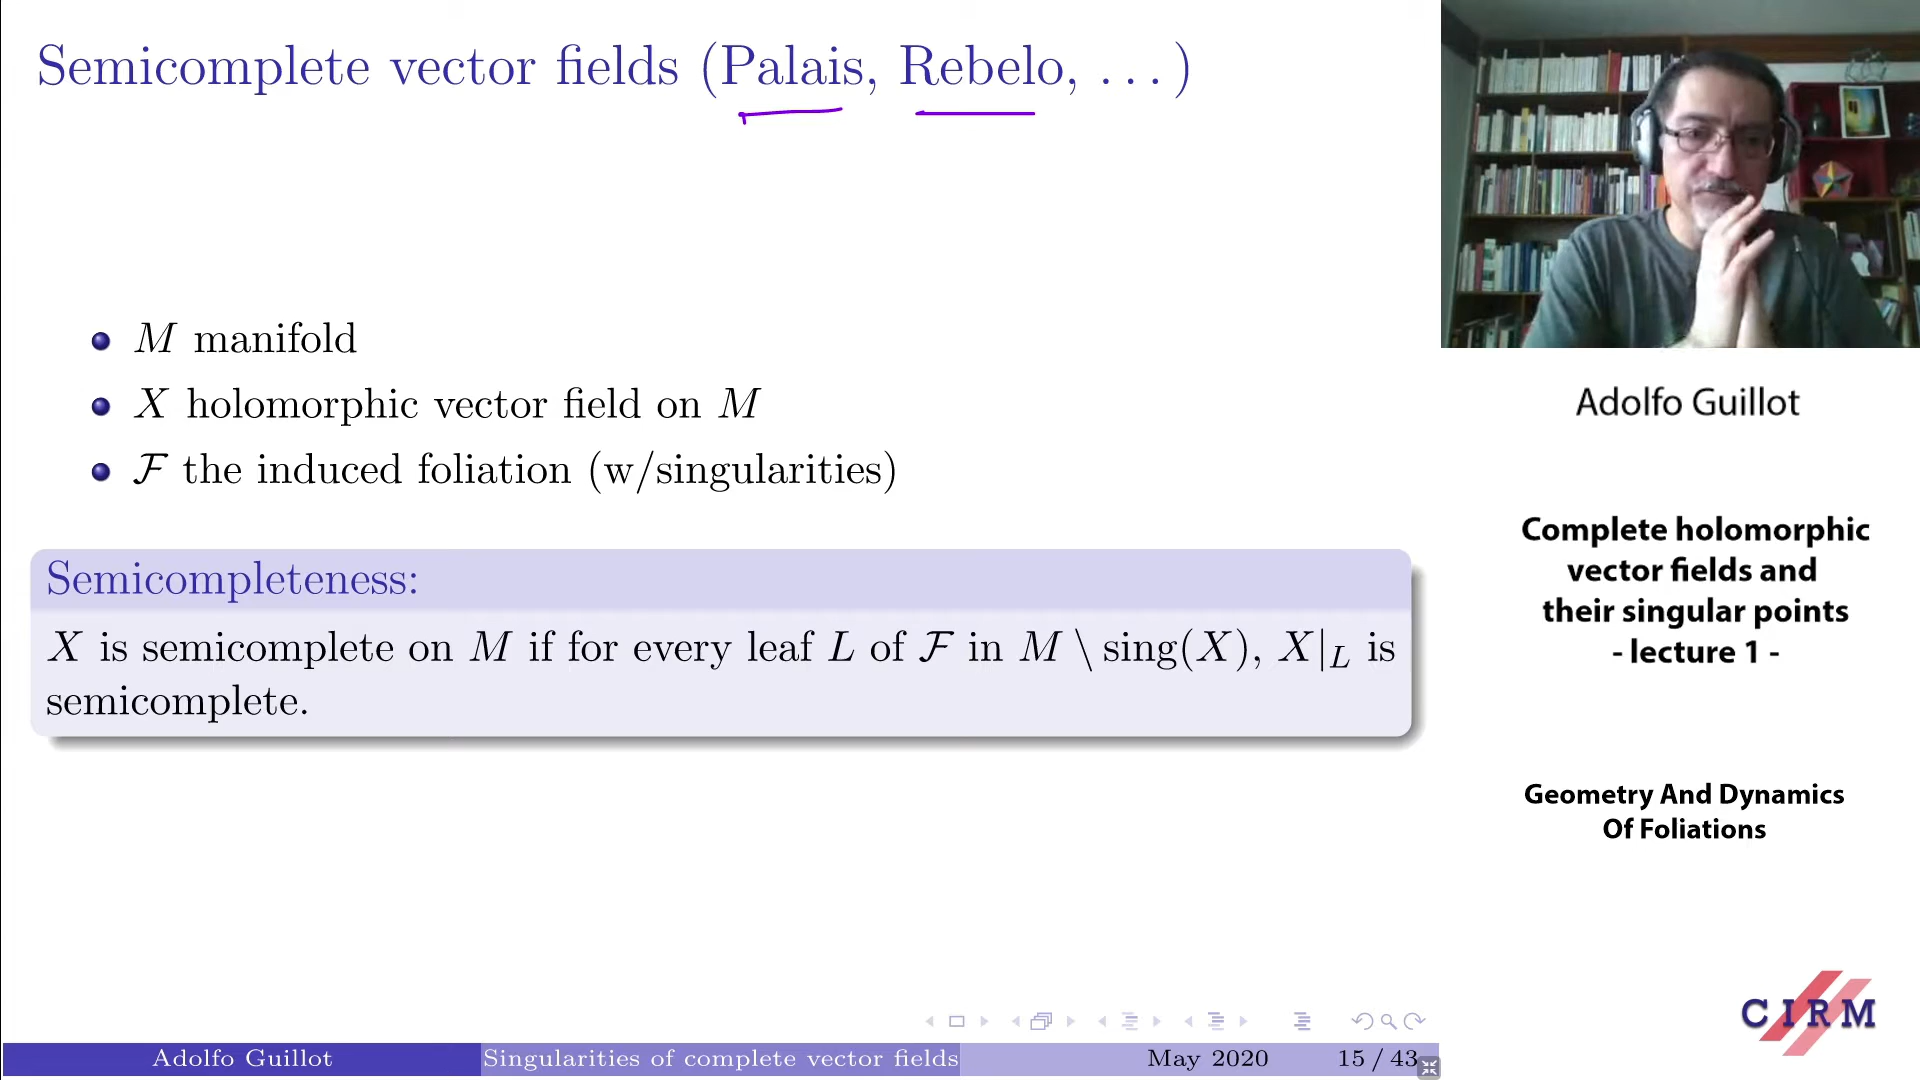 Semicomplete vector fields (Palais, Rebelo, . . . )
M manifold
X holomorphic vector field on M
F the induced foliation (w/singularities)
Semicompleteness:
X is semicomplete on M if for every leaf L of F in M \ sing(X), X|_L is
semicomplete.
Adolfo Guillot
Singularities of complete vector fields
May 2020
15 / 43
Adolfo Guillot
Complete holomorphic
vector fields and
their singular points
- lecture 1 -
Geometry And Dynamics
Of Foliations
CIRM